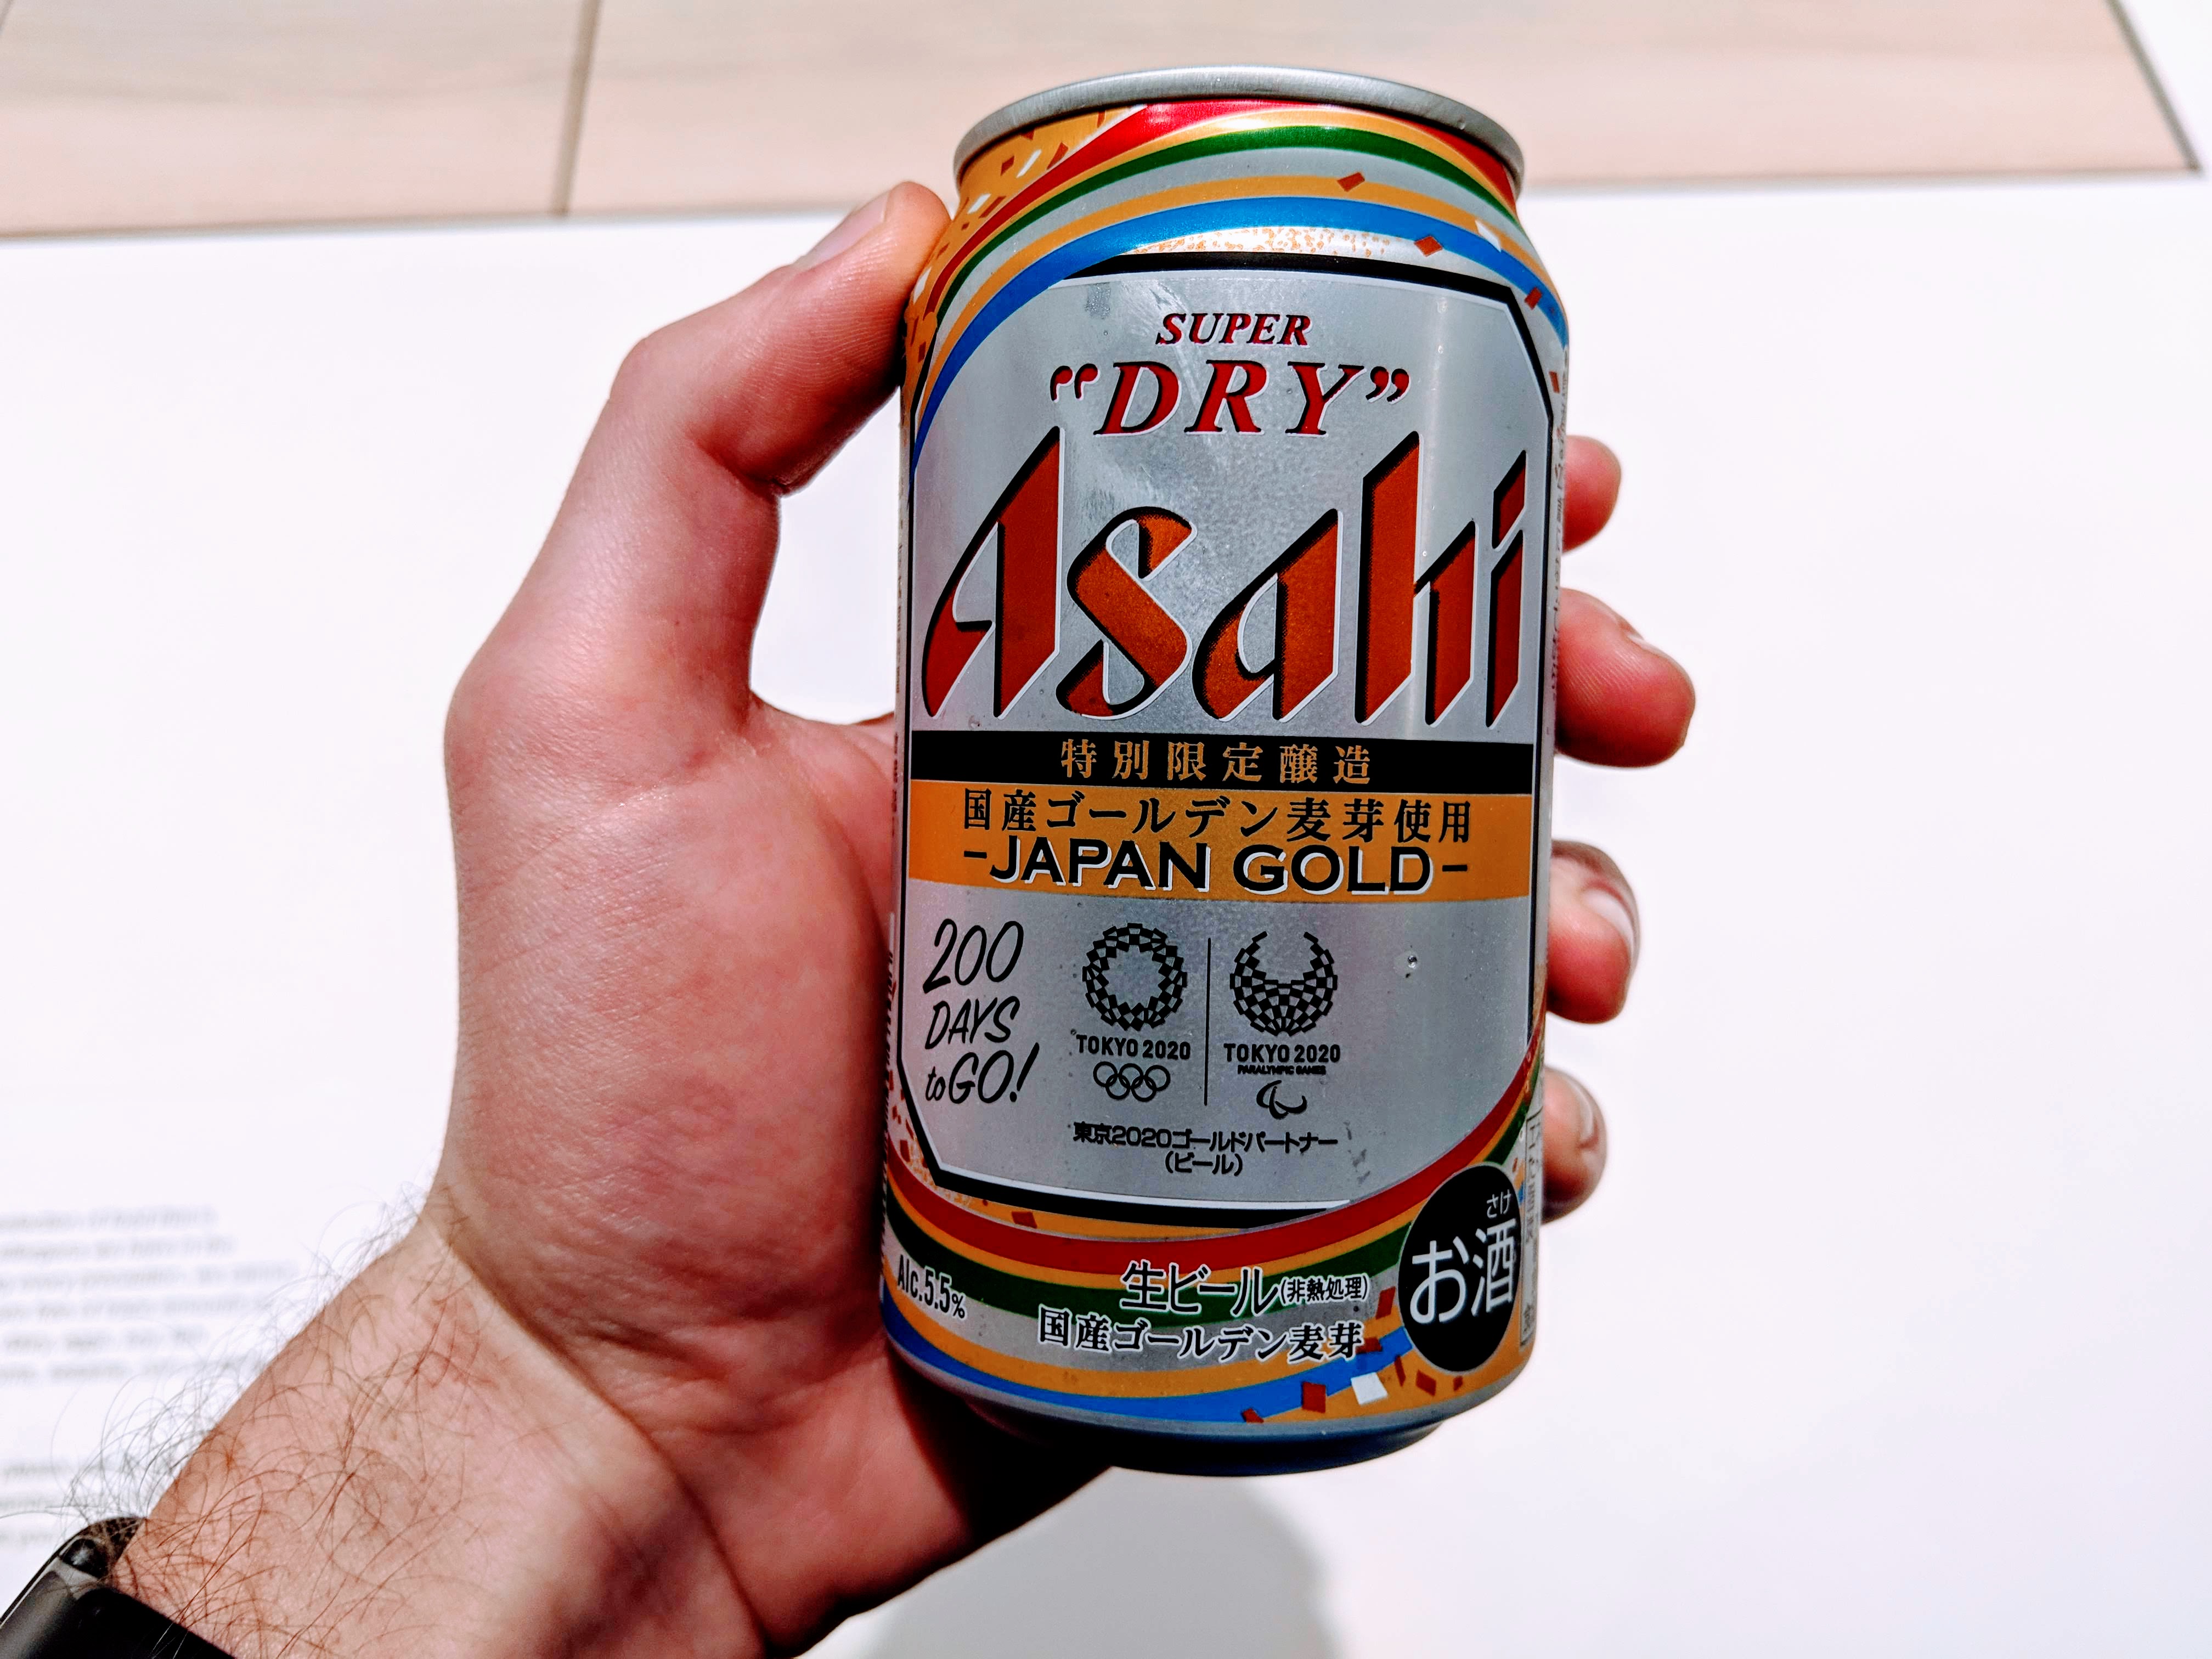 SUPER
"DRY"
Asahi
特別限定醸造
国産ゴールデン麦芽使用
-JAPAN GOLD-
200
DAYS
to GO!
TOKYO 2020
TOKYO 2020
PARALYMPIC GAMES
東京2020ゴールドパートナー
(ビール)
Alc.5.5%
生ビール(非熱処理)
国産ゴールデン麦芽
さけ
お酒